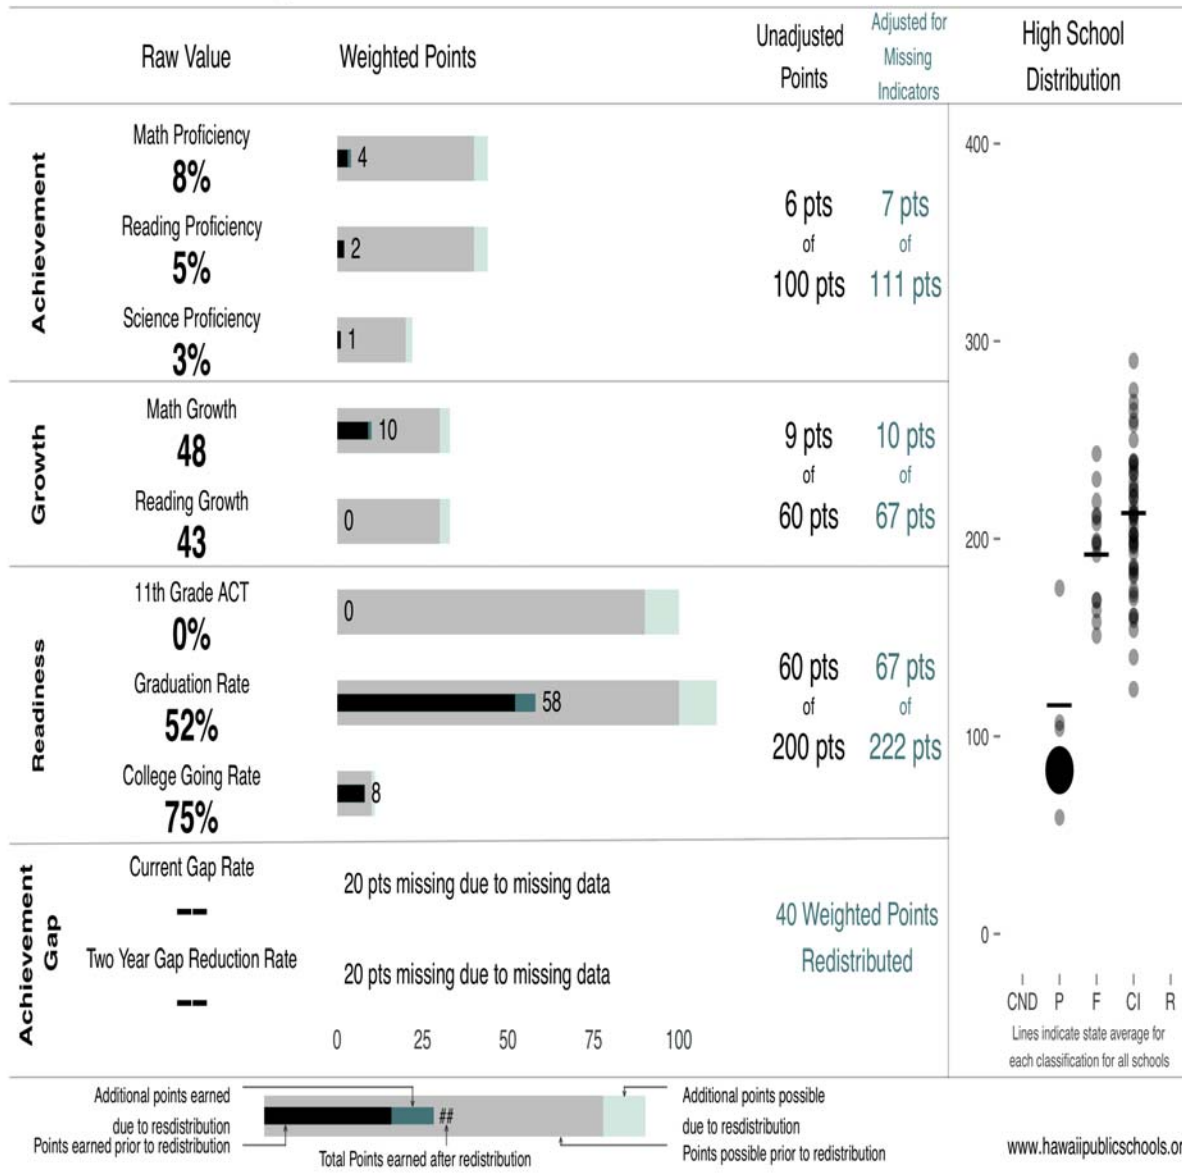 Raw Value
Weighted Points
Unadjusted
Points
Adjusted for
Missing
Indicators
High School
Distribution
Achievement
Math Proficiency
8%
4
Reading Proficiency
5%
2
Science Proficiency
3%
1
6 pts
of
100 pts
7 pts
of
111 pts
Growth
Math Growth
48
10
Reading Growth
43
0
9 pts
of
60 pts
10 pts
of
67 pts
Readiness
11th Grade ACT
0%
0
Graduation Rate
52%
58
College Going Rate
75%
8
60 pts
of
200 pts
67 pts
of
222 pts
Achievement
Gap
Current Gap Rate
--
20 pts missing due to missing data
Two Year Gap Reduction Rate
--
20 pts missing due to missing data
40 Weighted Points
Redistributed
0 25 50 75 100
400
300
200
100
0
CND P F CI R
Lines indicate state average for
each classification for all schools
Additional points earned
due to resdistribution
Points earned prior to redistribution
##
Total Points earned after redistribution
Additional points possible
due to resdistribution
Points possible prior to redistribution
www.hawaiipublicschools.or